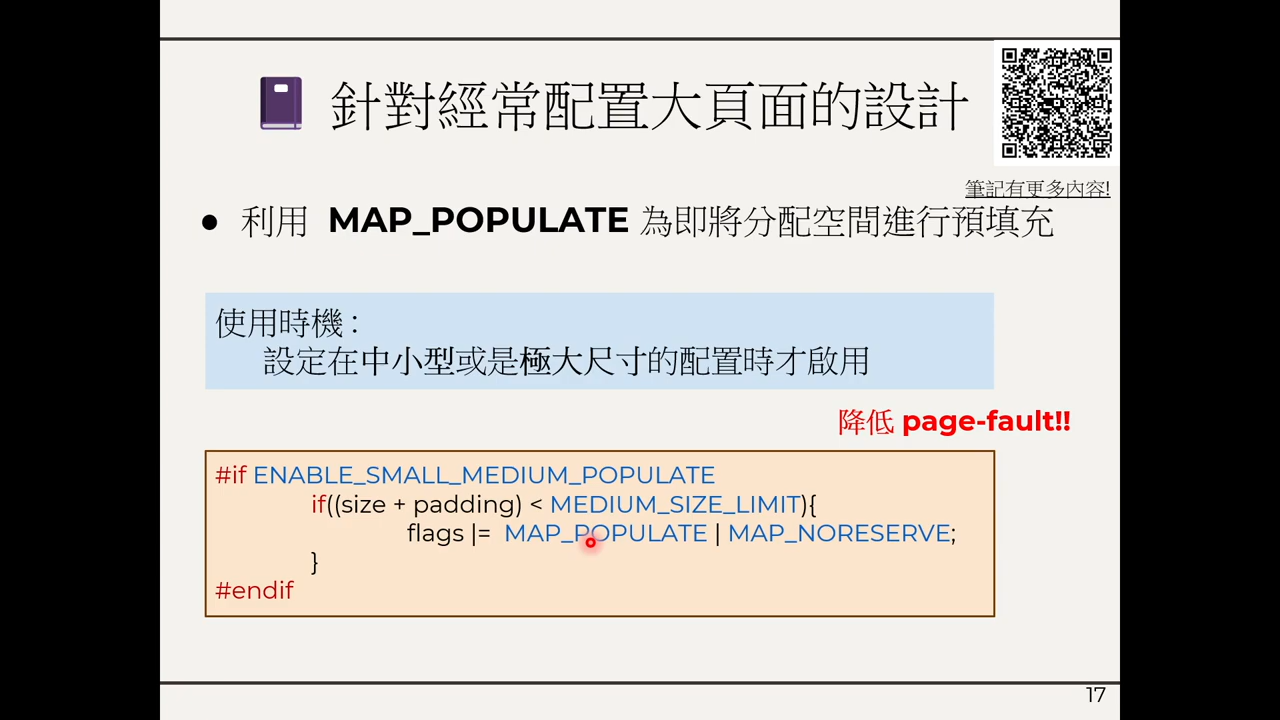 針對經常配置大頁面的設計
筆記有更多內容!
● 利用 MAP_POPULATE 為即將分配空間進行預填充
使用時機 :
設定在中小型或是極大尺寸的配置時才啟用
降低 page-fault!!
#if ENABLE_SMALL_MEDIUM_POPULATE
if((size + padding) < MEDIUM_SIZE_LIMIT){
flags |= MAP_POPULATE | MAP_NORESERVE;
}
#endif
17